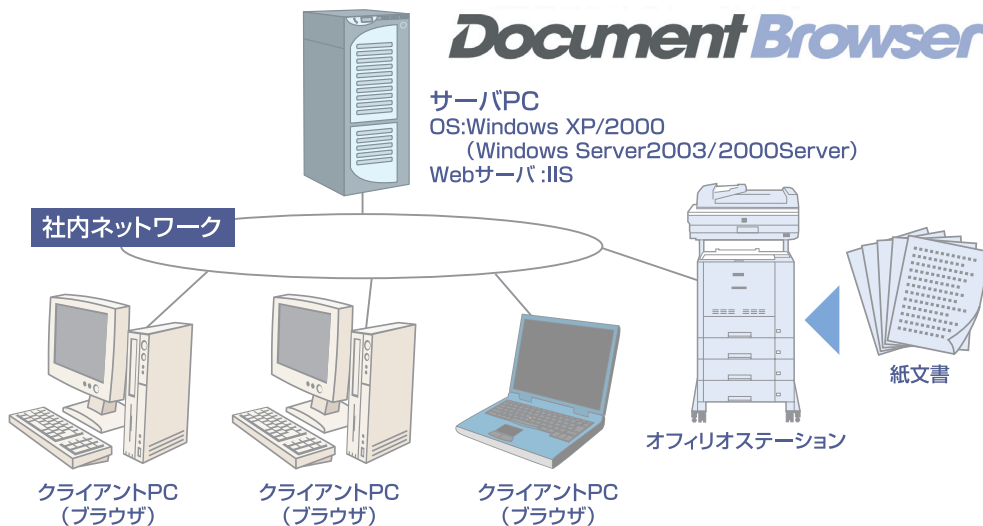 Document Browser
サーバPC
OS:Windows XP/2000
(Windows Server2003/2000Server)
Webサーバ:IIS
社内ネットワーク
紙文書
オフィリオステーション
クライアントPC
(ブラウザ)
クライアントPC
(ブラウザ)
クライアントPC
(ブラウザ)